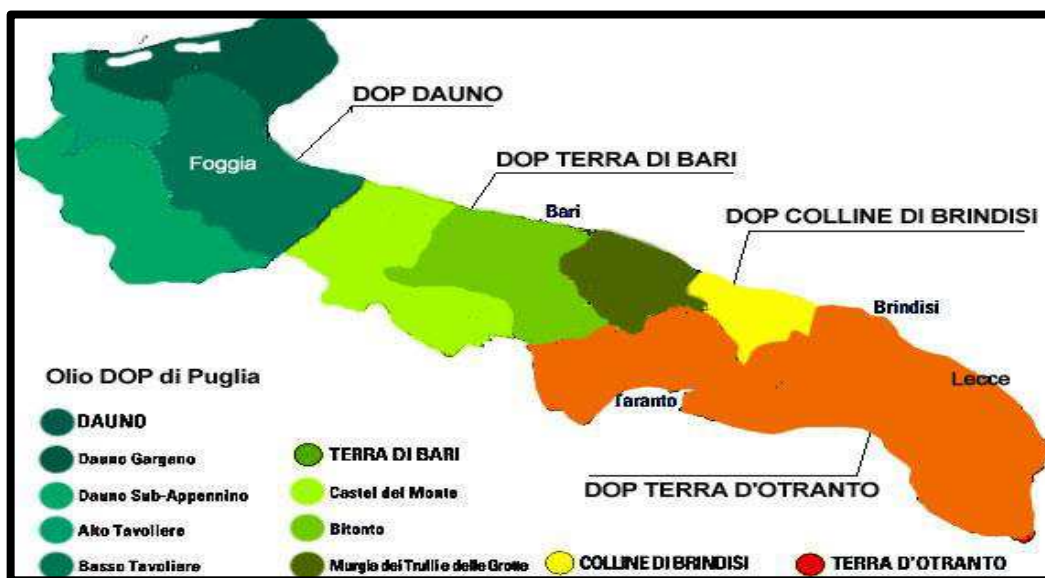 DOP DAUNO
DOP TERRA DI BARI
Foggia
Bari
DOP COLLINE DI BRINDISI
Brindisi
Olio DOP di Puglia
Lecce
Taranto
DAUNO
DOP TERRA D'OTRANTO
Dauno Gargano
TERRA DI BARI
Dauno Sub-Appennino
Castel del Monte
Alto Tavoliere
Bitonto
Basso Tavoliere
Murgia dei Trulli e delle Grotte
COLLINE DI BRINDISI
TERRA D'OTRANTO